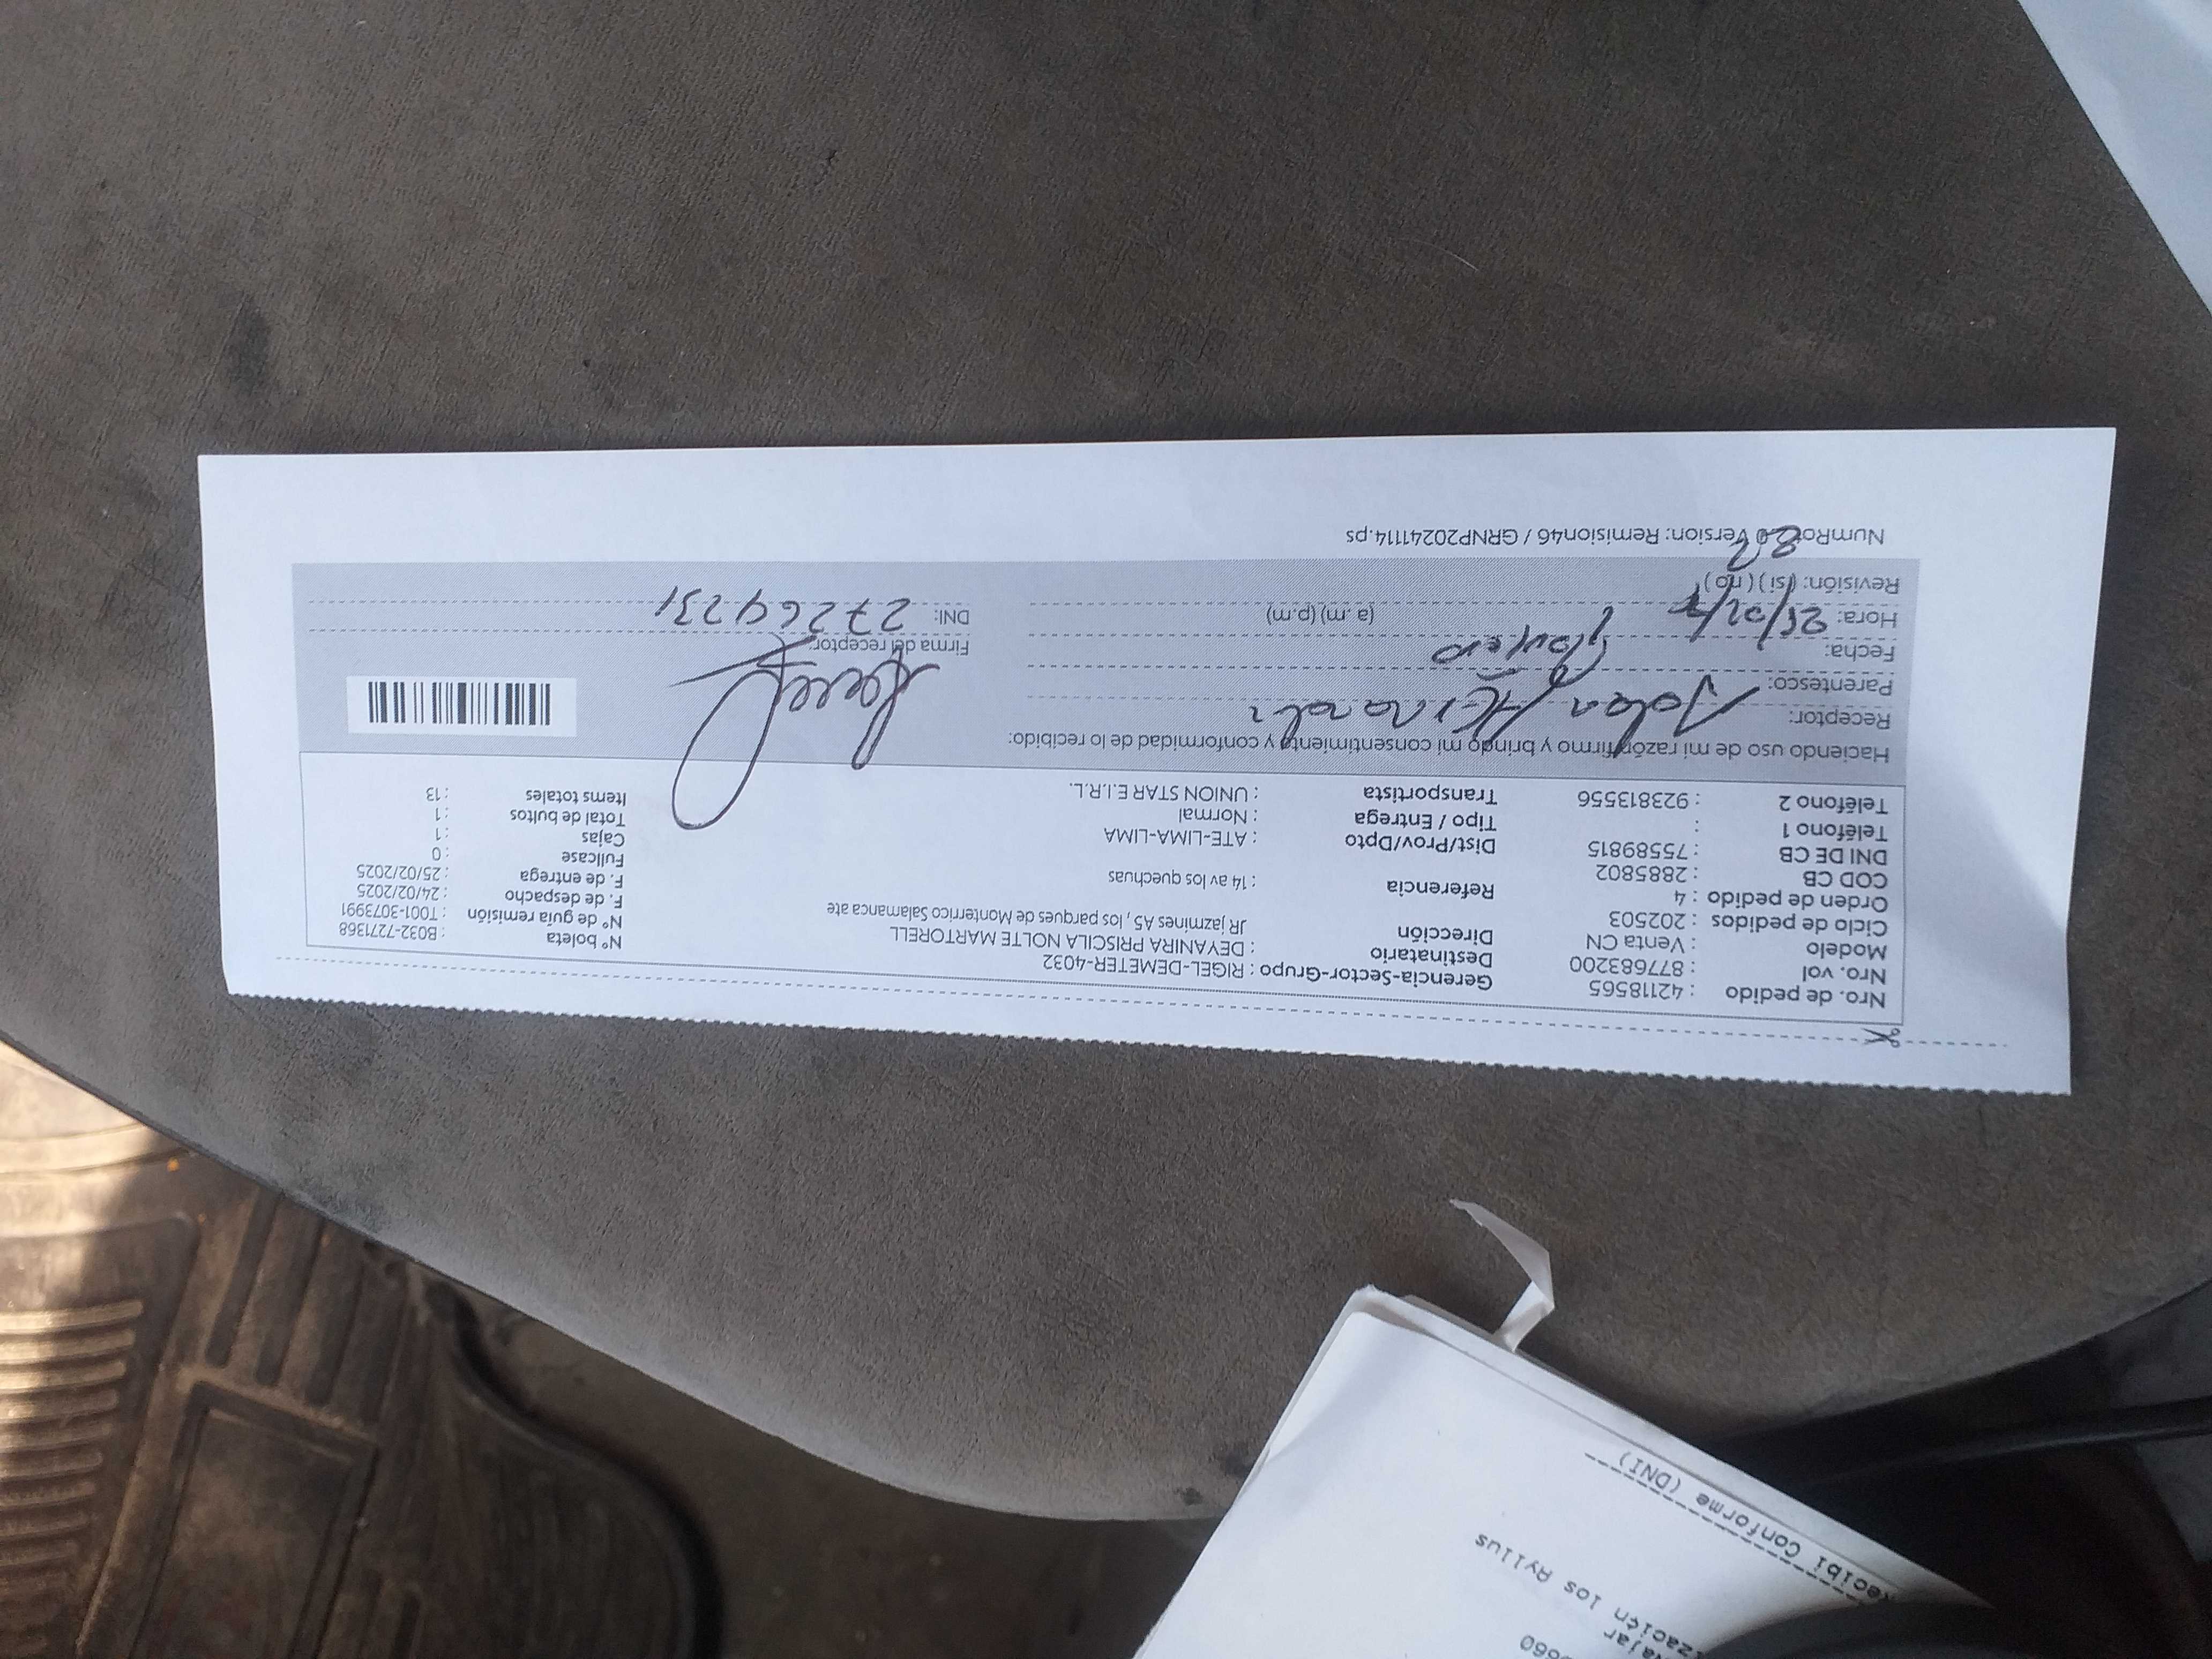 Nro. de pedido : 42118565
Nro. vol : 877683200
Modelo : Venta CN
Ciclo de pedidos : 202503
Orden de pedido : 4
COD CB : 2885802
DNI DE CB : 75589815
Teléfono 1 :
Teléfono 2 : 923813556
Gerencia-Sector-Grupo : RIGEL-DEMETER-4032
Destinatario : DEYANIRA PRISCILA NOLTE MARTORELL
Dirección JR jazmines A5 , los parques de Monterrico Salamanca ate
Referencia : 14 av los quechuas
Dist/Prov/Dpto : ATE-LIMA-LIMA
Tipo / Entrega : Normal
Transportista : UNION STAR E.I.R.L.
Nº boleta : B032-7271368
Nº de guía remisión : T001-3073991
F. de despacho : 24/02/2025
F. de entrega : 25/02/2025
Fullcase : 0
Cajas : 1
Total de bultos : 1
Items totales : 13
Haciendo uso de mi razón firmo y brindo mi consentimiento y conformidad de lo recibido:
Receptor:
Parentesco:
Fecha:
Hora: (a.m) (p.m)
Revisión: (si) (no)
Firma del receptor:
DNI: 27264231
Version: Remision46 / GRNP20241114.ps
Recibi Conforme (DNI)
los Ayllus